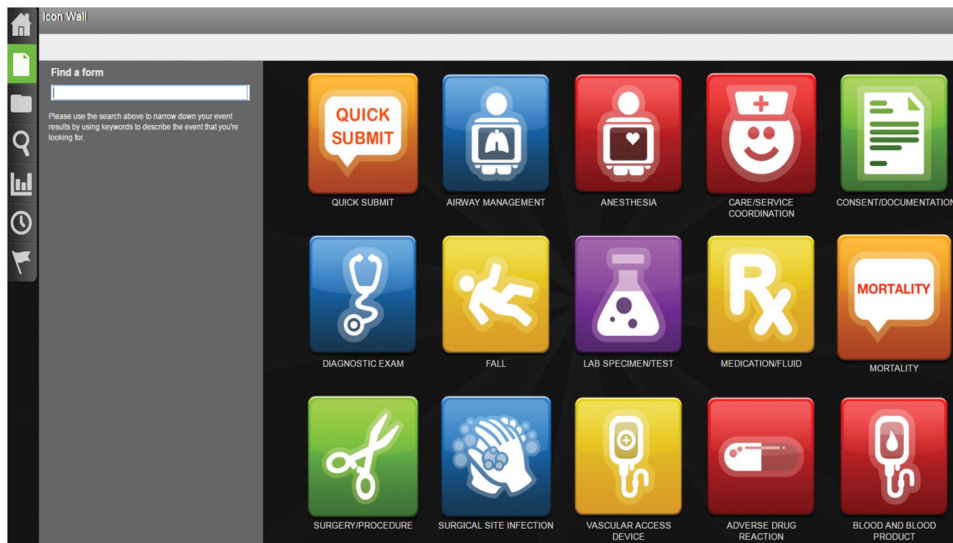 Icon Wall
Find a form
Please use the search above to narrow down your event
results by using keywords to describe the event that you're
looking for.
QUICK
SUBMIT
QUICK SUBMIT
AIRWAY MANAGEMENT
ANESTHESIA
CARE/SERVICE
COORDINATION
CONSENT/DOCUMENTATION
DIAGNOSTIC EXAM
FALL
LAB SPECIMEN/TEST
Rx
MEDICATION/FLUID
MORTALITY
MORTALITY
SURGERY/PROCEDURE
SURGICAL SITE INFECTION
VASCULAR ACCESS
DEVICE
ADVERSE DRUG
REACTION
BLOOD AND BLOOD
PRODUCT